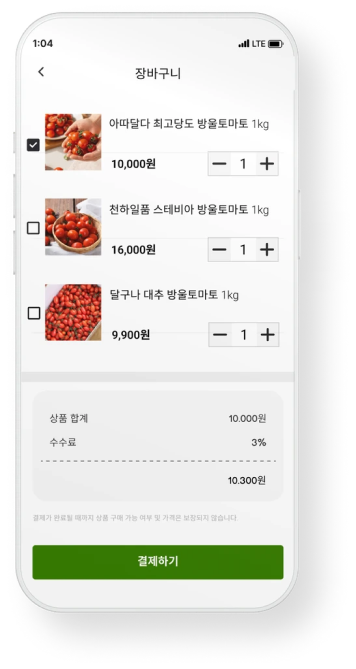 1:04
LTE
장바구니
아따달다 최고당도 방울토마토 1kg
10,000원
1
천하일품 스테비아 방울토마토 1kg
16,000원
1
달구나 대추 방울토마토 1kg
9,900원
1
상품 합계 10.000원
수수료 3%
10.300원
결제가 완료될 때까지 상품 구매 가능 여부 및 가격은 보장되지 않습니다.
결제하기